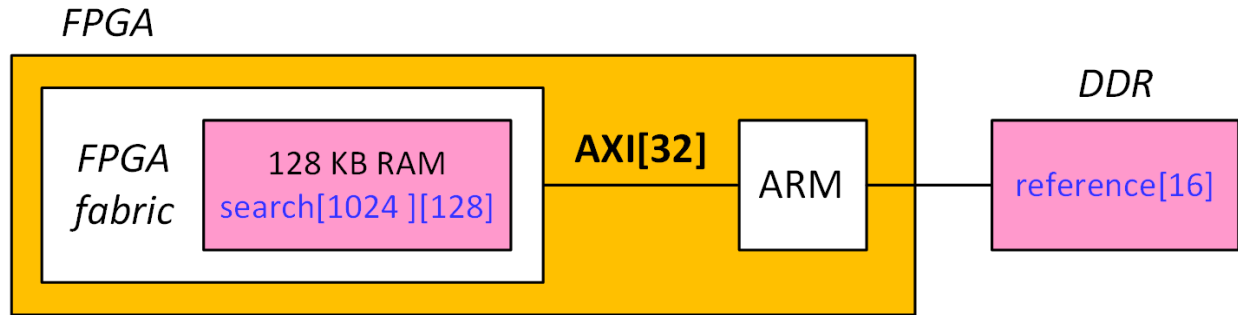 FPGA
DDR
FPGA
fabric
128 KB RAM
search[1024 ][128]
AXI[32]
ARM
reference[16]